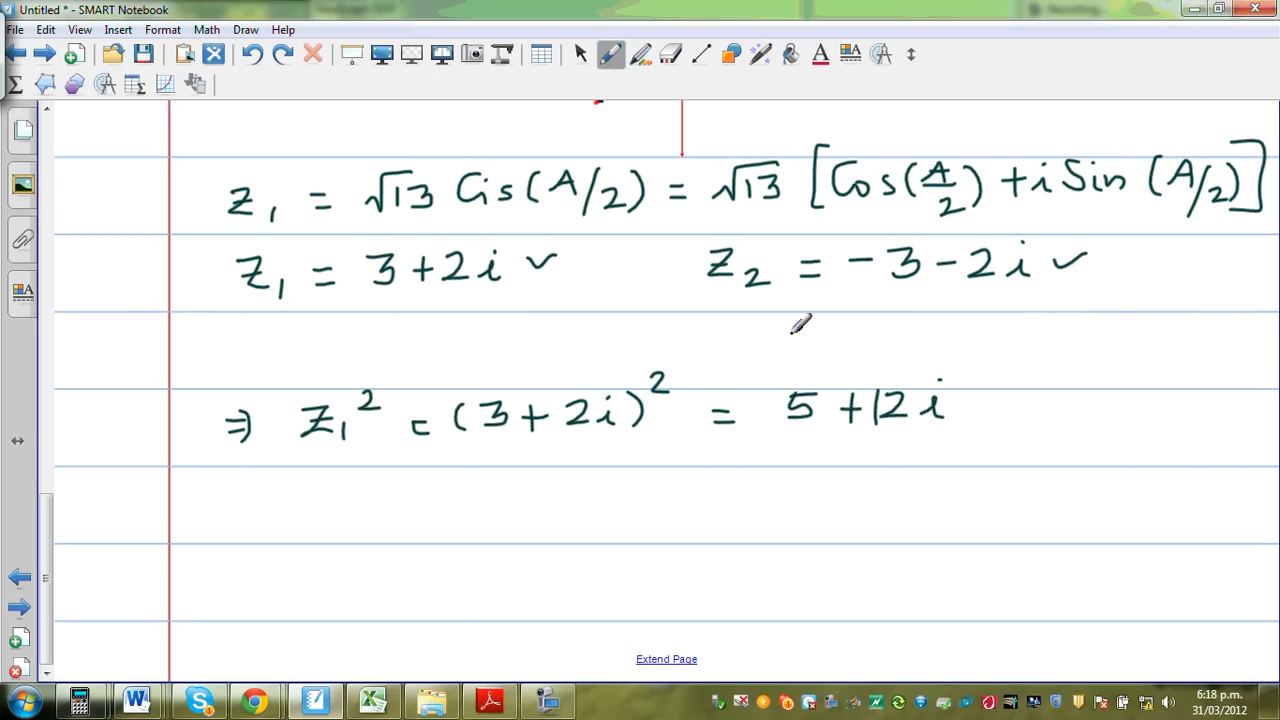 Untitled * - SMART Notebook
File Edit View Insert Format Math Draw Help
z₁ = √13 Cis(A/2) = √13 [Cos(A/2) + i Sin (A/2)]
z₁ = 3+2i ✓ z₂ = -3-2i ✓
⇒ z₁² = (3+2i)² = 5+12i
Extend Page
6:18 p.m.
31/03/2012